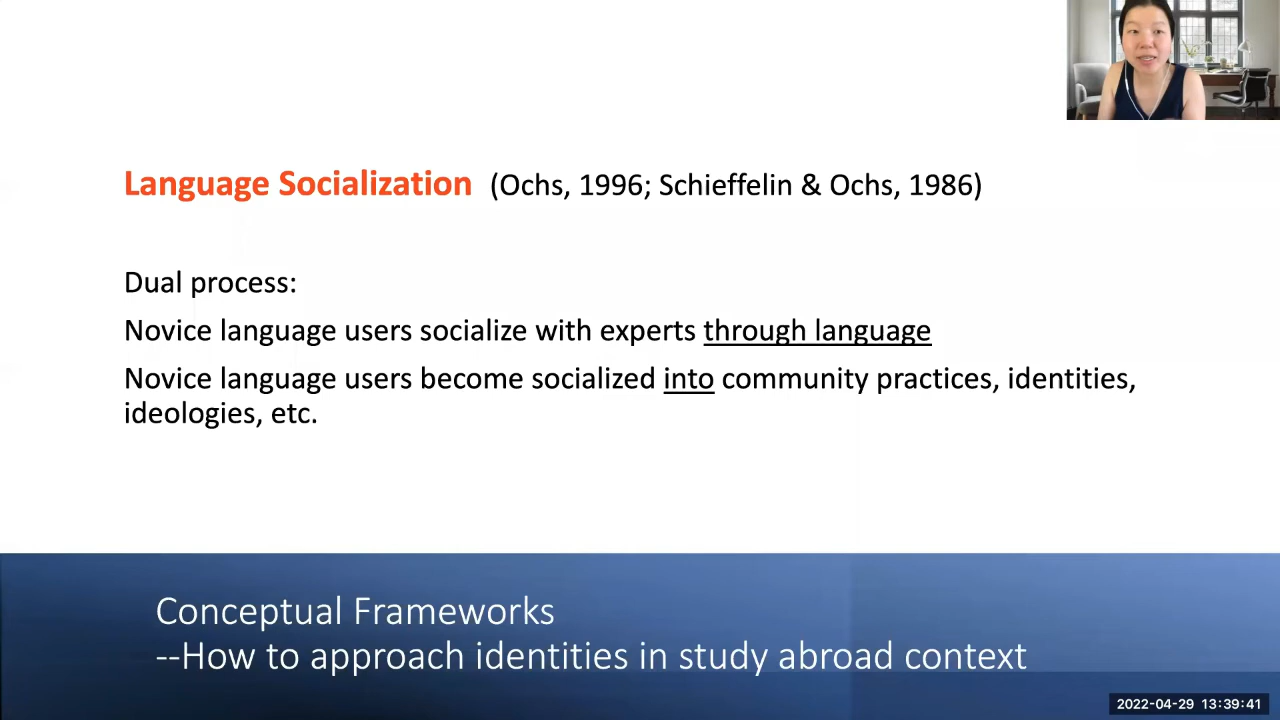 Language Socialization (Ochs, 1996; Schieffelin & Ochs, 1986)
Dual process:
Novice language users socialize with experts through language
Novice language users become socialized into community practices, identities,
ideologies, etc.
Conceptual Frameworks
--How to approach identities in study abroad context
2022-04-29 13:39:41